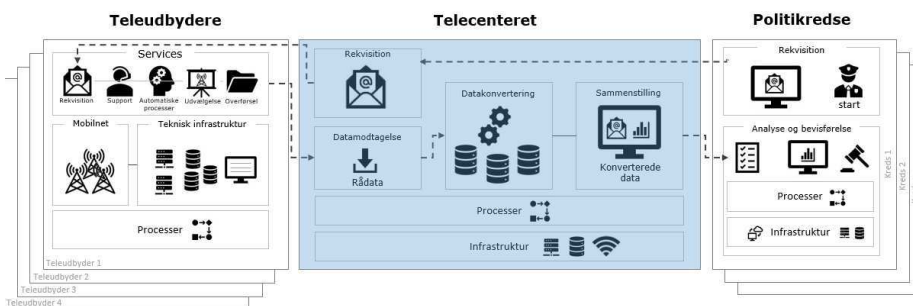 Teleudbydere
Services
Rekvisition
Support
Automatiske
processer
Udvælgelse
Overførsel
Mobilnet
Teknisk infrastruktur
Processer
Teleudbyder 1
Teleudbyder 2
Teleudbyder 3
Teleudbyder 4
Telecenteret
Rekvisition
Datamodtagelse
Rådata
Datakonvertering
Sammenstilling
Konverterede
data
Processer
Infrastruktur
Politikredse
Rekvisition
start
Analyse og bevisførelse
Processer
Infrastruktur
Kreds 1
Kreds 2